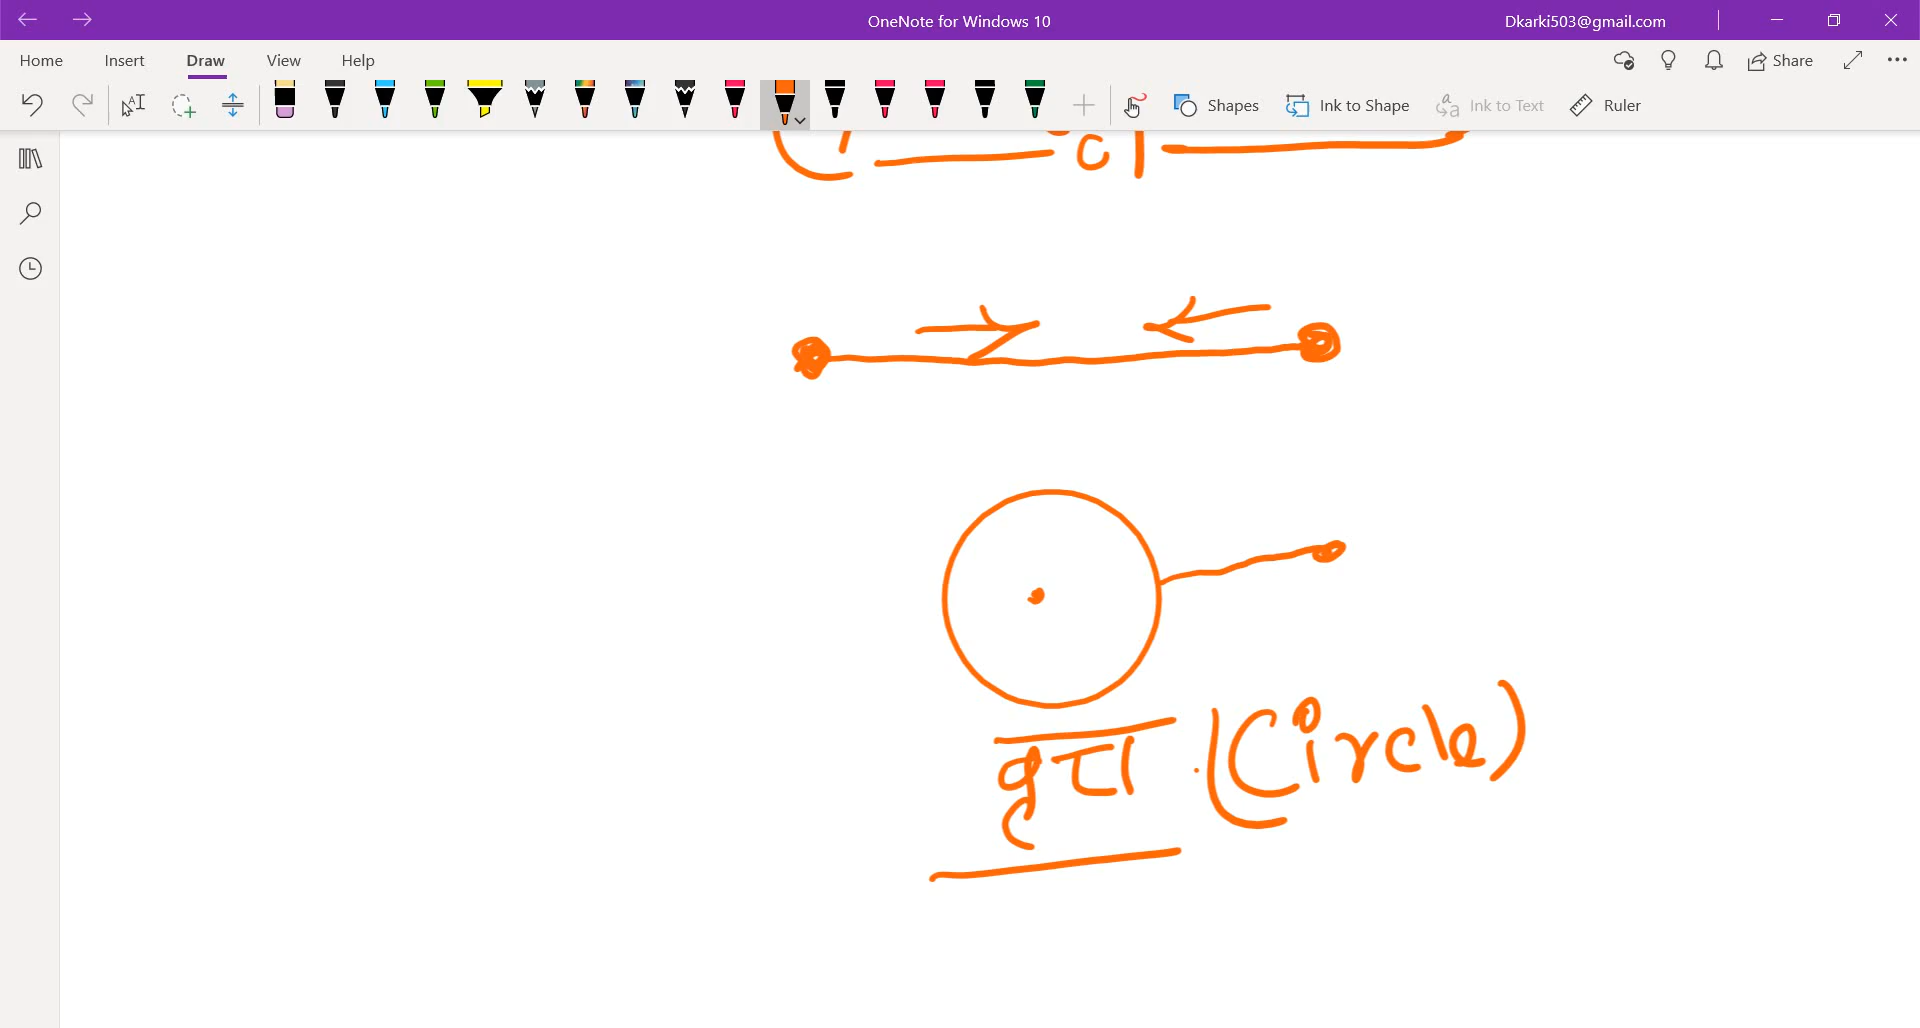 OneNote for Windows 10
Dkarki503@gmail.com
Home Insert Draw View Help
Share
Shapes Ink to Shape Ink to Text Ruler
वृत्त (Circle)